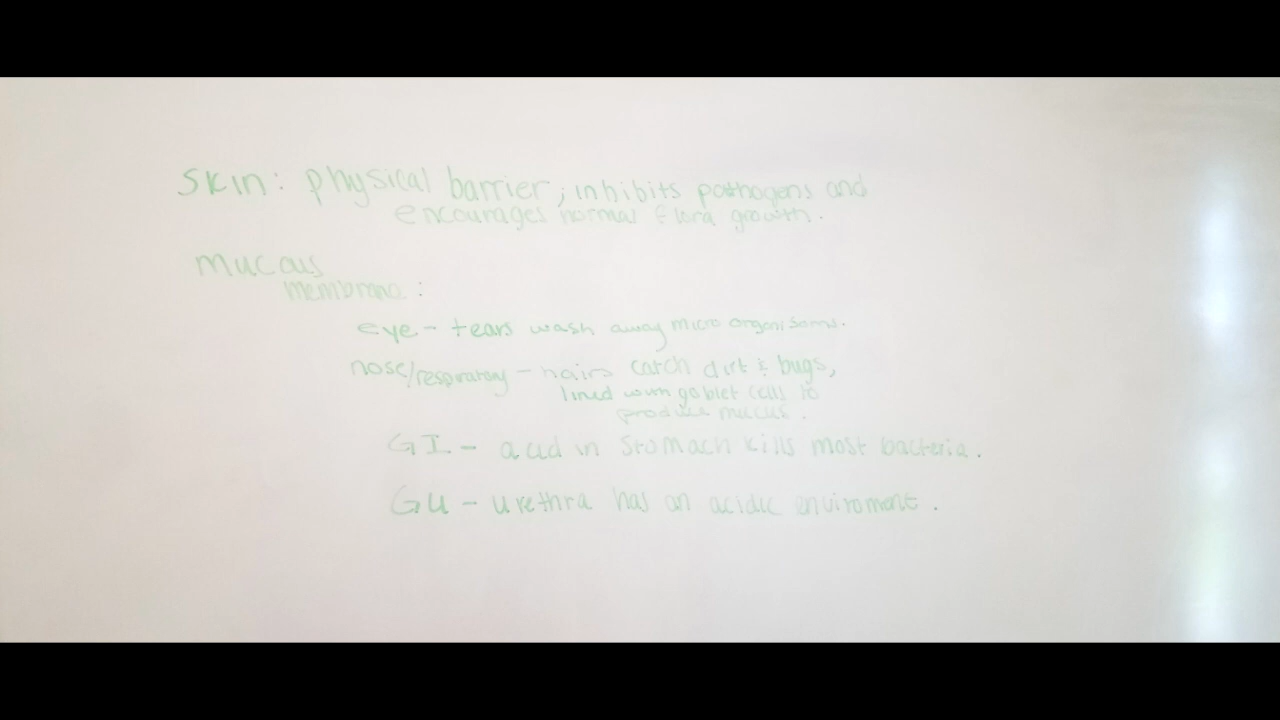 Skin: physical barrier; inhibits pathogens and
encourages normal flora growth.
Mucous
membrane:
eye - tears wash away micro organisoms.
nose/respiratory - hairs catch dirt & bugs,
lined with goblet cells to
produce mucus.
GI - acid in stomach kills most bacteria.
GU - urethra has an acidic enviroment.